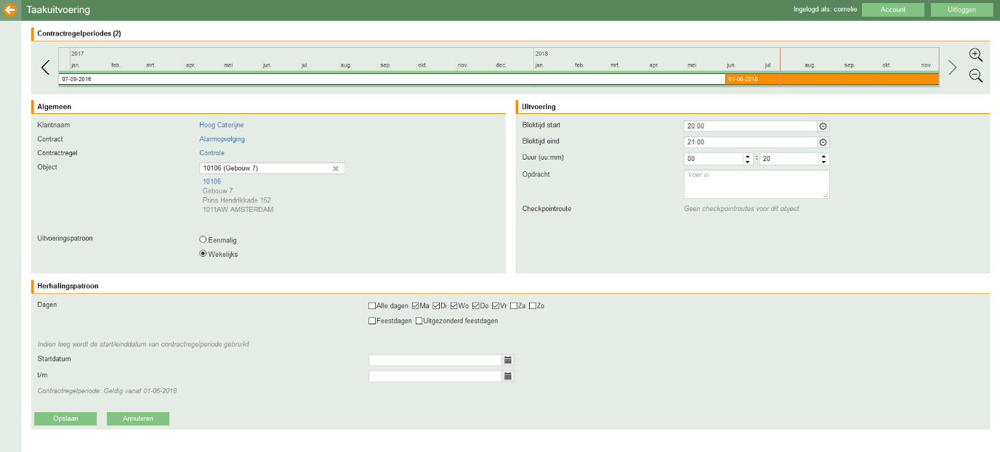 Taakuitvoering
Ingelogd als: cornelie Account Uitloggen
Contractregelperiodes (2)
2017 2018
jan. feb. mrt. apr. mei jun. jul. aug. sep. okt. nov. dec. jan. feb. mrt. apr. mei jun. jul. aug. sep. okt. nov.
07-09-2016 01-06-2018
Algemeen
Klantnaam Hoog Caterijne
Contract Alarmopvolging
Contractregel Controle
Object 10106 (Gebouw 7)
10106
Gebouw 7
Prins Hendrikkade 152
1011AW AMSTERDAM
Uitvoeringspatroon Eenmalig
Wekelijks
Uitvoering
Bloktijd start 20:00
Bloktijd eind 21:00
Duur (uu:mm) 00 : 20
Opdracht Voer in
Checkpointroute Geen checkpointroutes voor dit object
Herhalingspatroon
Dagen Alle dagen Ma Di Wo Do Vr Za Zo
Feestdagen Uitgezonderd feestdagen
Indien leeg wordt de start/einddatum van contractregelperiode gebruikt
Startdatum
t/m
Contractregelperiode: Geldig vanaf 01-06-2018
Opslaan Annuleren